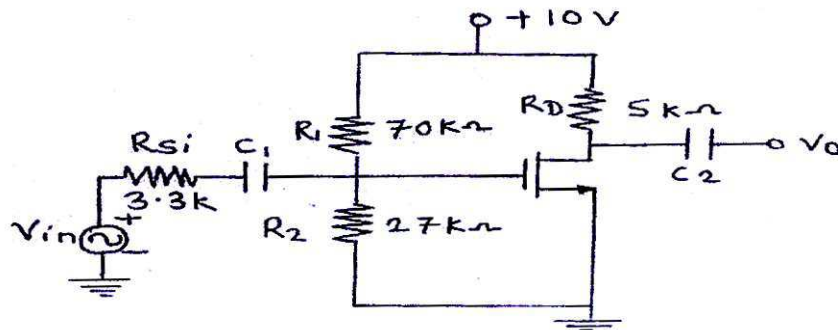 +10V
RD
5KΩ
R1
70KΩ
Rsi
C1
3.3K
Vo
C2
Vin
+
−
R2
27KΩ